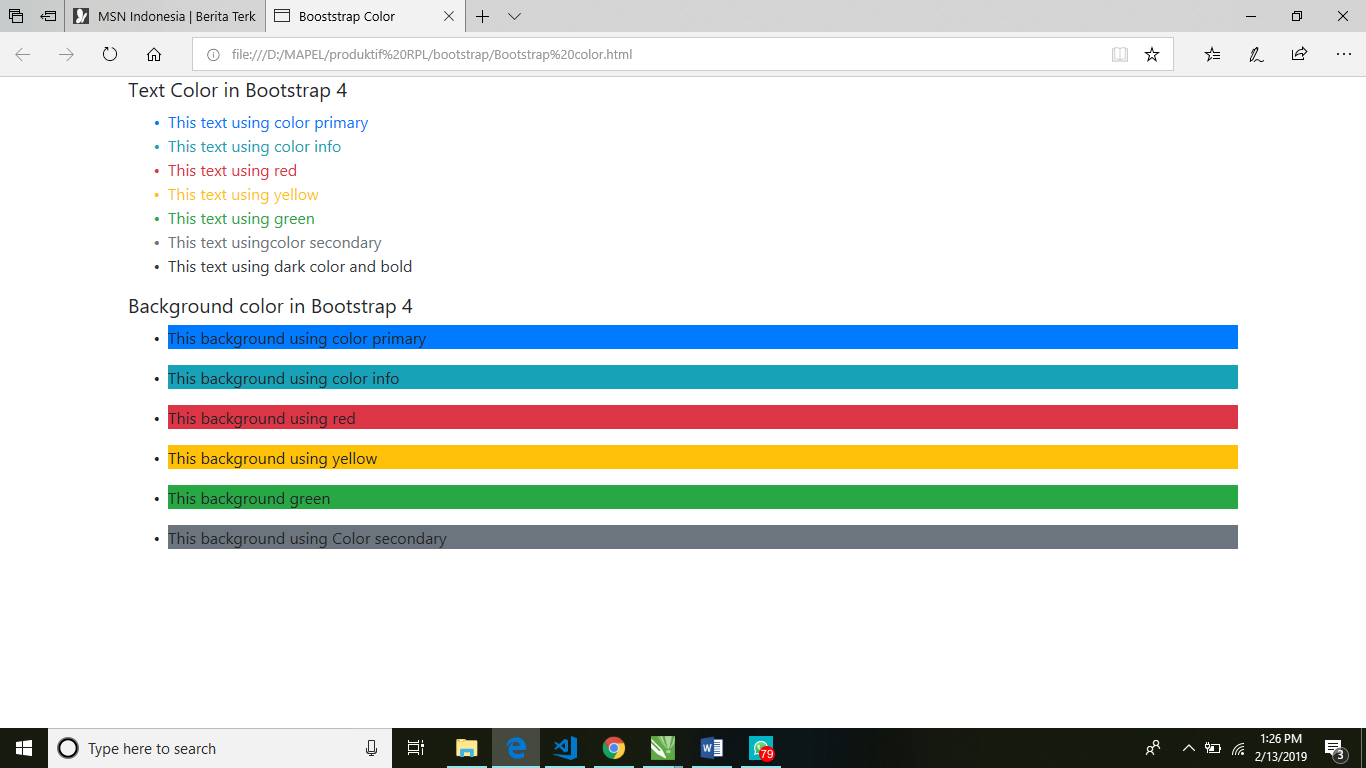 MSN Indonesia | Berita Terk
Booststrap Color
file:///D:/MAPEL/produktif%20RPL/bootstrap/Bootstrap%20color.html
Text Color in Bootstrap 4
This text using color primary
This text using color info
This text using red
This text using yellow
This text using green
This text usingcolor secondary
This text using dark color and bold
Background color in Bootstrap 4
This background using color primary
This background using color info
This background using red
This background using yellow
This background green
This background using Color secondary
Type here to search
79
1:26 PM
2/13/2019
3